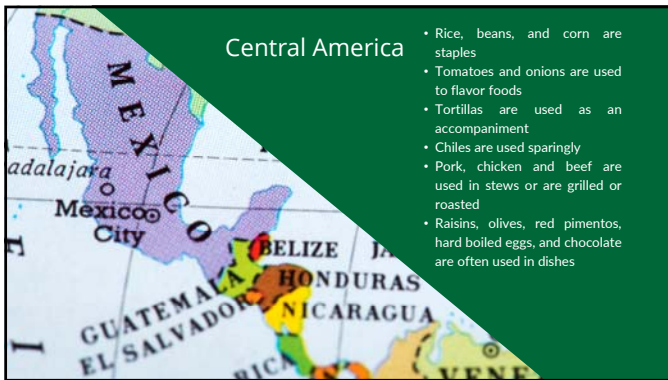 Central America
• Rice, beans, and corn are
staples
• Tomatoes and onions are used
to flavor foods
• Tortillas are used as an
accompaniment
• Chiles are used sparingly
• Pork, chicken and beef are
used in stews or are grilled or
roasted
• Raisins, olives, red pimentos,
hard boiled eggs, and chocolate
are often used in dishes
MEXICO
adalajara
Mexico
City
BELIZE JA
GUATEMALA
HONDURAS
EL SALVADOR
NICARAGUA
RICA
VENE